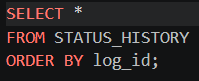 SELECT *
FROM STATUS_HISTORY
ORDER BY log_id;